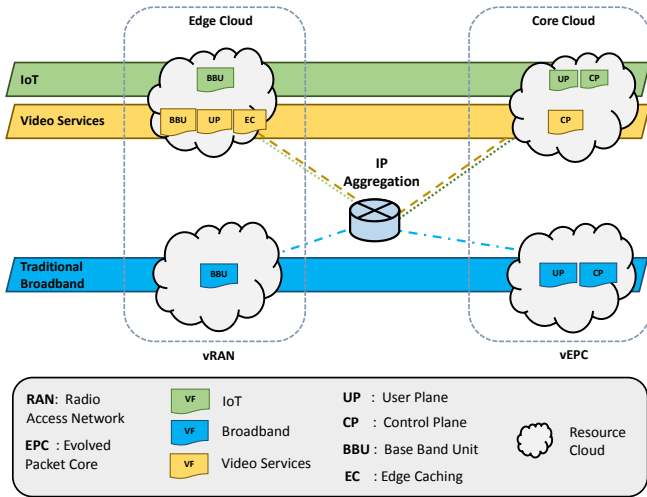 Edge Cloud
Core Cloud
IoT
BBU
UP
CP
Video Services
BBU
UP
EC
CP
IP
Aggregation
Traditional
Broadband
BBU
UP
CP
vRAN
vEPC
RAN: Radio
Access Network
EPC : Evolved
Packet Core
VF
IoT
VF
Broadband
VF
Video Services
UP : User Plane
CP : Control Plane
BBU : Base Band Unit
EC : Edge Caching
Resource
Cloud